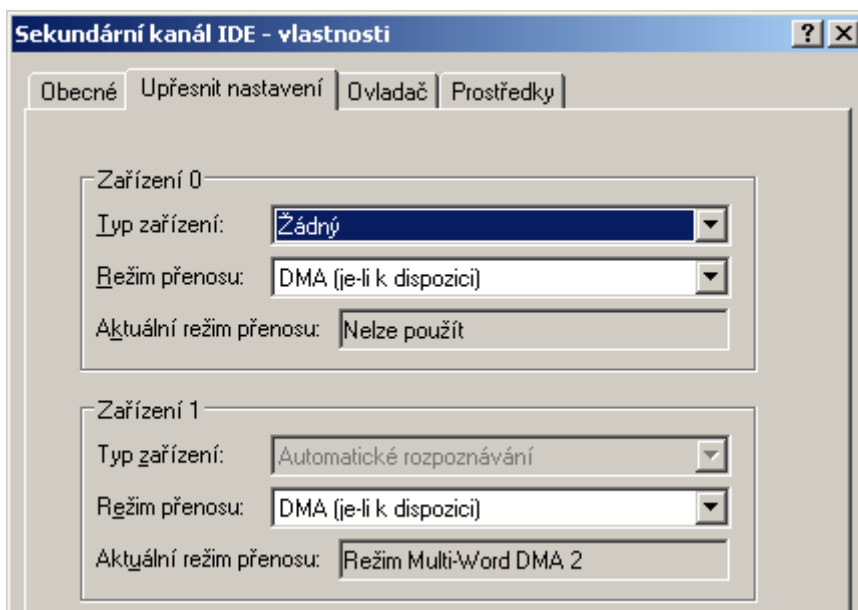 Sekundární kanál IDE - vlastnosti
Obecné Upřesnit nastavení Ovladač Prostředky
Zařízení 0
Typ zařízení: Žádný
Režim přenosu: DMA (je-li k dispozici)
Aktuální režim přenosu: Nelze použít
Zařízení 1
Typ zařízení: Automatické rozpoznávání
Režim přenosu: DMA (je-li k dispozici)
Aktuální režim přenosu: Režim Multi-Word DMA 2